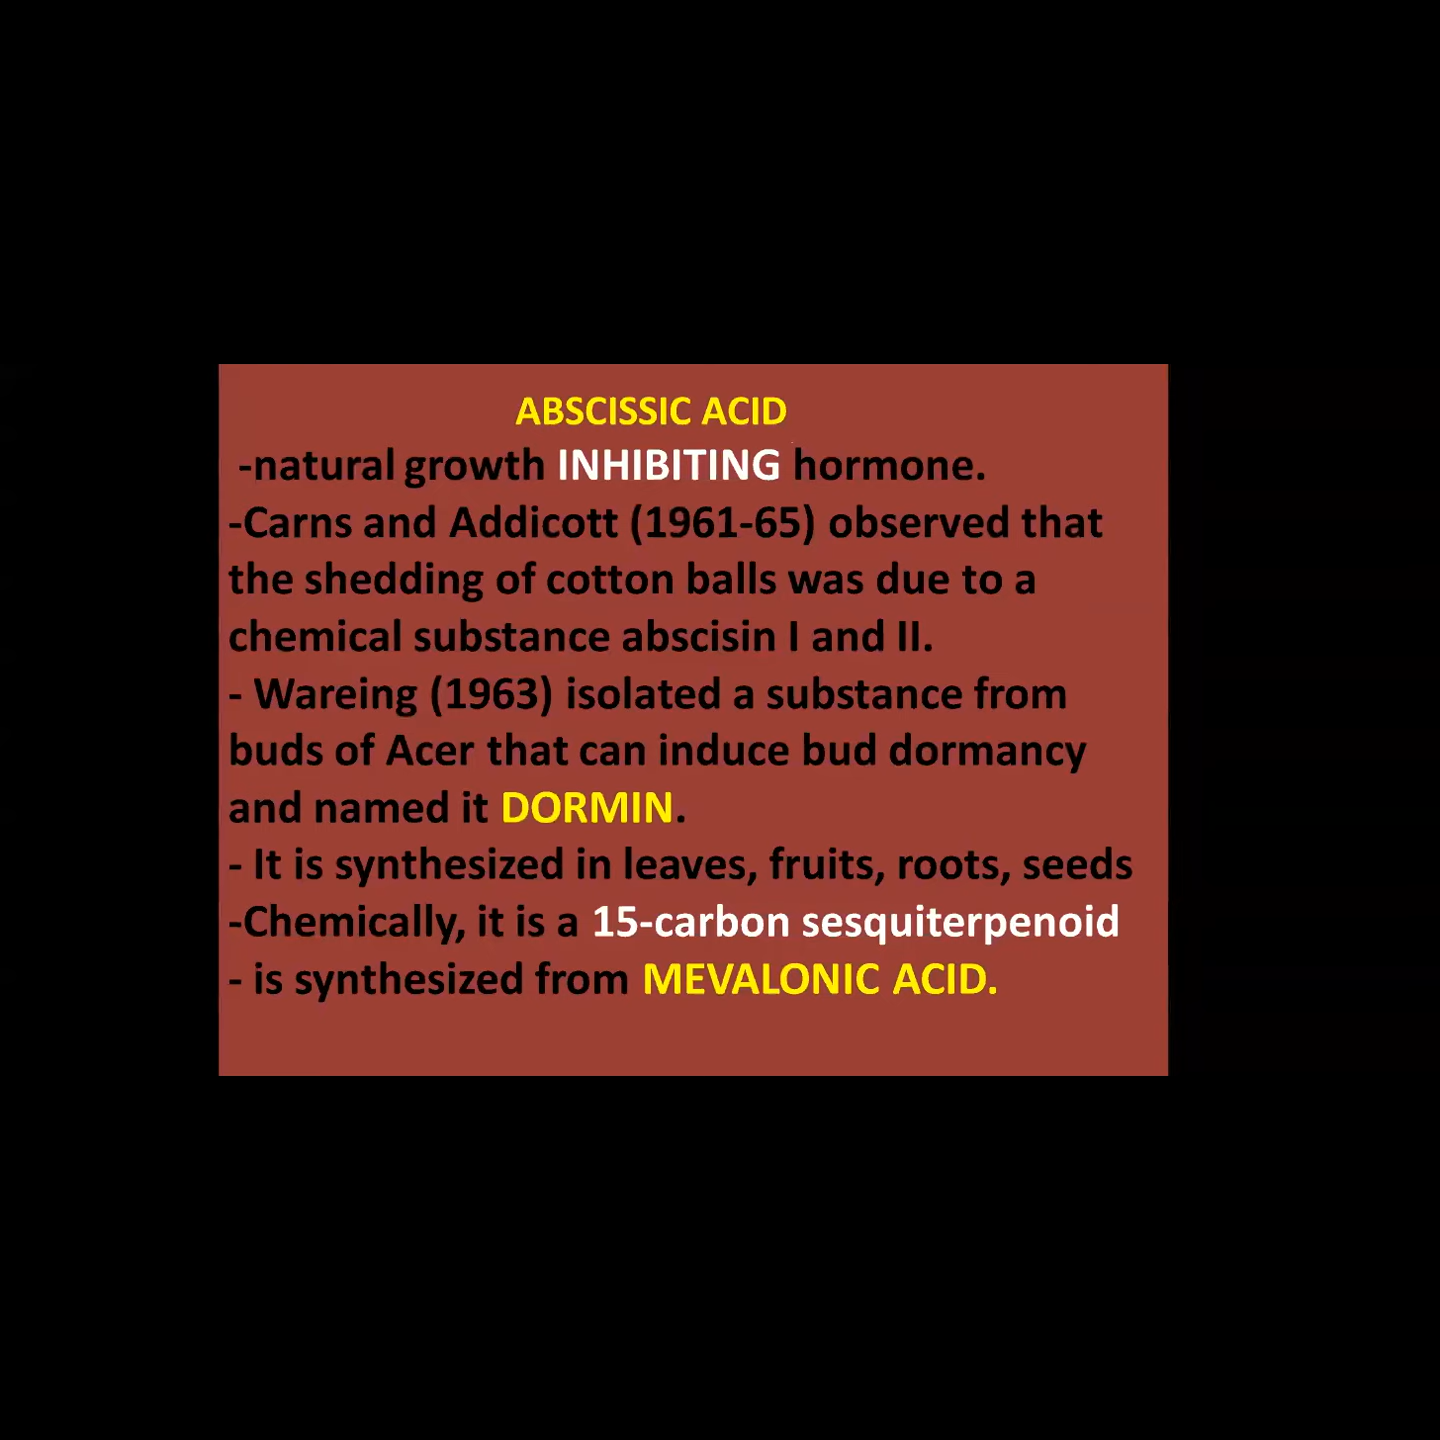 ABSCISSIC ACID
-natural growth INHIBITING hormone.
-Carns and Addicott (1961-65) observed that
the shedding of cotton balls was due to a
chemical substance abscisin I and II.
- Wareing (1963) isolated a substance from
buds of Acer that can induce bud dormancy
and named it DORMIN.
- It is synthesized in leaves, fruits, roots, seeds
-Chemically, it is a 15-carbon sesquiterpenoid
- is synthesized from MEVALONIC ACID.